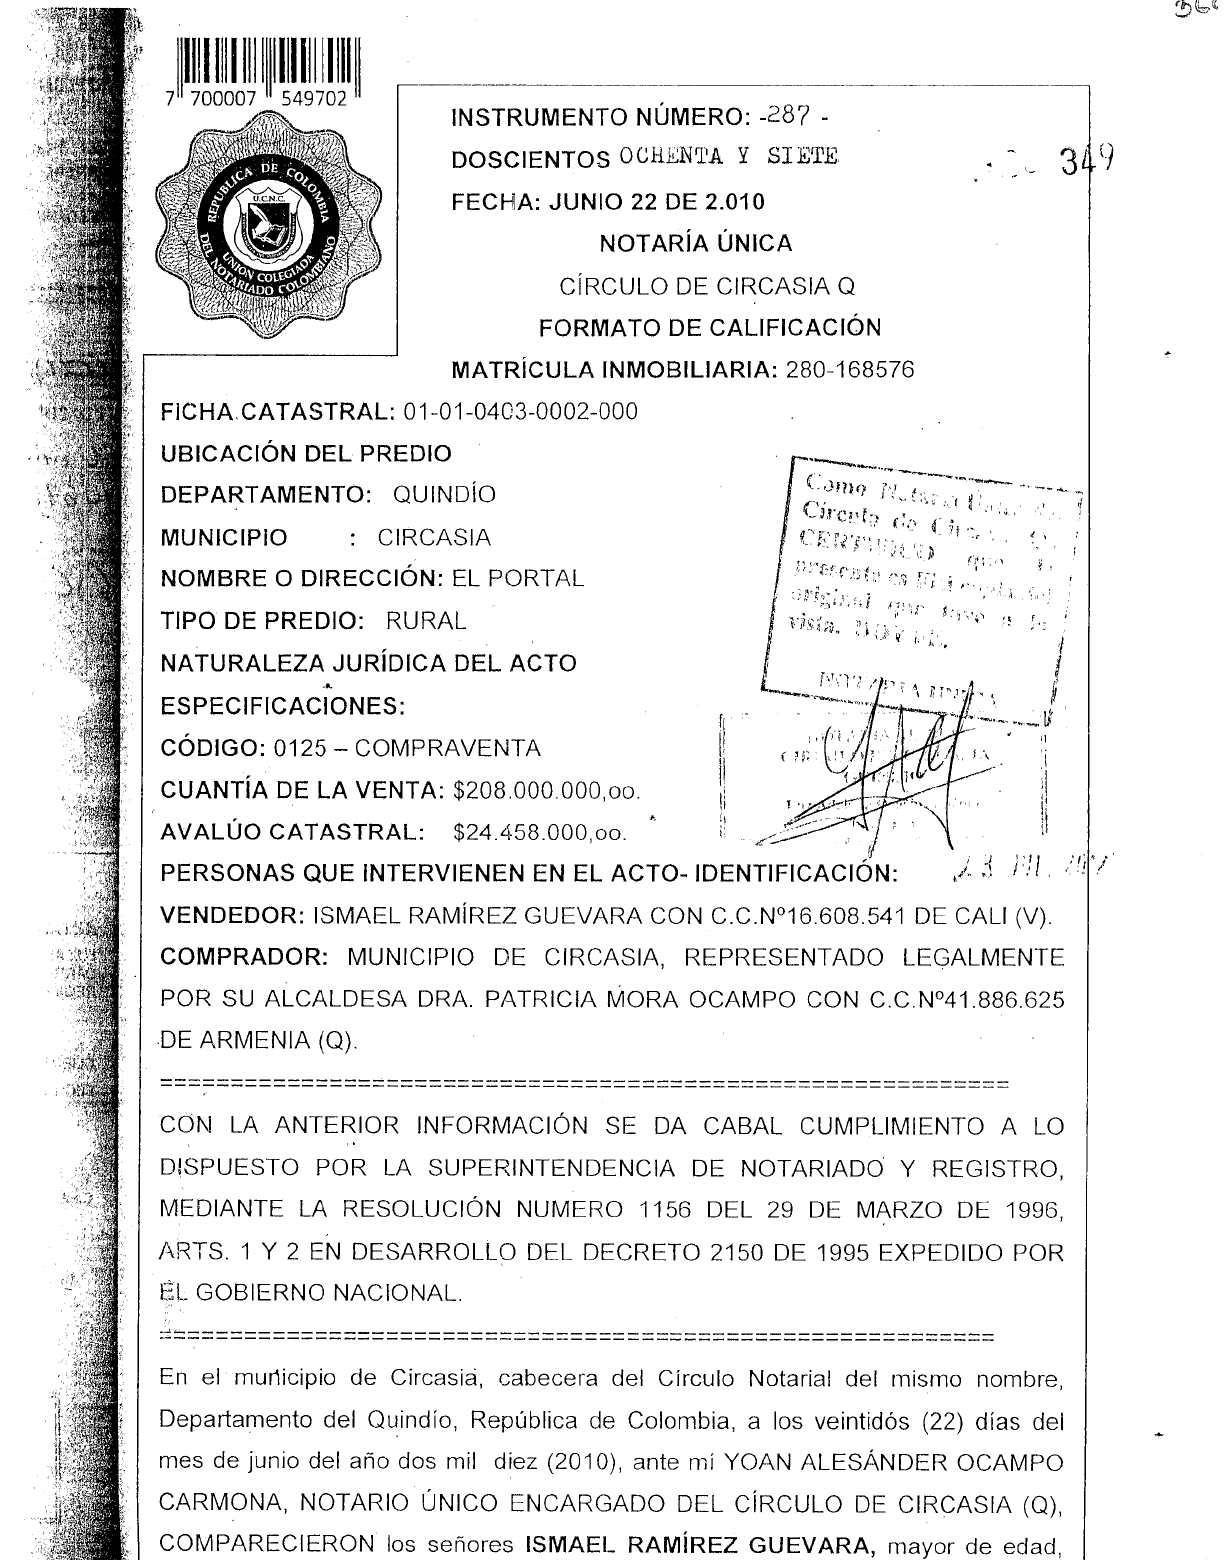 7 700007 549702
REPUBLICA DE COLOMBIA
U.C.N.C.
UNION COLEGIADA
DEL NOTARIADO COLOMBIANO
INSTRUMENTO NÚMERO: -287 -
DOSCIENTOS OCHENTA Y SIETE
349
FECHA: JUNIO 22 DE 2.010
NOTARÍA ÚNICA
CÍRCULO DE CIRCASIA Q
FORMATO DE CALIFICACIÓN
MATRÍCULA INMOBILIARIA: 280-168576
FICHA CATASTRAL: 01-01-0403-0002-000
UBICACIÓN DEL PREDIO
DEPARTAMENTO: QUINDÍO
MUNICIPIO : CIRCASIA
NOMBRE O DIRECCIÓN: EL PORTAL
TIPO DE PREDIO: RURAL
NATURALEZA JURÍDICA DEL ACTO
ESPECIFICACIONES:
CÓDIGO: 0125 – COMPRAVENTA
CUANTÍA DE LA VENTA: $208.000.000,oo.
AVALÚO CATASTRAL: $24.458.000,oo.
Como Notario
Círculo de
CERTIFICO que
presente es fiel copia del
original que tuvo a la
vista. DOY FE.
PERSONAS QUE INTERVIENEN EN EL ACTO- IDENTIFICACIÓN:
VENDEDOR: ISMAEL RAMÍREZ GUEVARA CON C.C.Nº16.608.541 DE CALI (V).
COMPRADOR: MUNICIPIO DE CIRCASIA, REPRESENTADO LEGALMENTE
POR SU ALCALDESA DRA. PATRICIA MORA OCAMPO CON C.C.Nº41.886.625
DE ARMENIA (Q).
============================================================
CON LA ANTERIOR INFORMACIÓN SE DA CABAL CUMPLIMIENTO A LO
DISPUESTO POR LA SUPERINTENDENCIA DE NOTARIADO Y REGISTRO,
MEDIANTE LA RESOLUCIÓN NUMERO 1156 DEL 29 DE MARZO DE 1996,
ARTS. 1 Y 2 EN DESARROLLO DEL DECRETO 2150 DE 1995 EXPEDIDO POR
EL GOBIERNO NACIONAL.
===========================================================
En el municipio de Circasia, cabecera del Círculo Notarial del mismo nombre,
Departamento del Quindío, República de Colombia, a los veintidós (22) días del
mes de junio del año dos mil diez (2010), ante mí YOAN ALESÁNDER OCAMPO
CARMONA, NOTARIO ÚNICO ENCARGADO DEL CÍRCULO DE CIRCASIA (Q),
COMPARECIERON los señores ISMAEL RAMÍREZ GUEVARA, mayor de edad,